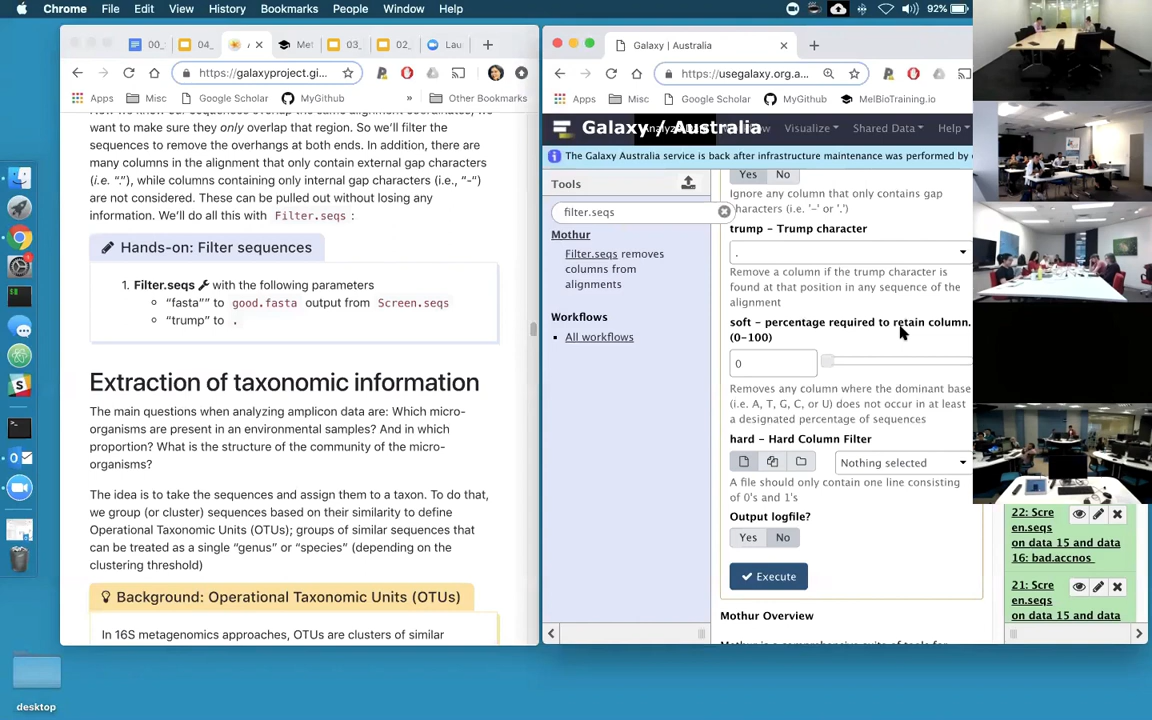 Chrome File Edit View History Bookmarks People Window Help
92%
00_
04_
Met
03_
02_
Lau
https://galaxyproject.gi...
Apps Misc Google Scholar MyGithub » Other Bookmarks
want to make sure they only overlap that region. So we'll filter the
sequences to remove the overhangs at both ends. In addition, there are
many columns in the alignment that only contain external gap characters
(i.e. "."), while columns containing only internal gap characters (i.e., "-")
are not considered. These can be pulled out without losing any
information. We'll do all this with Filter.seqs :
Hands-on: Filter sequences
1. Filter.seqs with the following parameters
"fasta"" to good.fasta output from Screen.seqs
"trump" to .
Extraction of taxonomic information
The main questions when analyzing amplicon data are: Which micro-
organisms are present in an environmental samples? And in which
proportion? What is the structure of the community of the micro-
organisms?
The idea is to take the sequences and assign them to a taxon. To do that,
we group (or cluster) sequences based on their similarity to define
Operational Taxonomic Units (OTUs); groups of similar sequences that
can be treated as a single "genus" or "species" (depending on the
clustering threshold)
Background: Operational Taxonomic Units (OTUs)
In 16S metagenomics approaches, OTUs are clusters of similar
desktop
Galaxy | Australia
https://usegalaxy.org.a...
Apps Misc Google Scholar MyGithub MelBioTraining.io
Galaxy / Australia
Visualize Shared Data Help
The Galaxy Australia service is back after infrastructure maintenance was performed by
Tools
filter.seqs
Mothur
Filter.seqs removes
columns from
alignments
Workflows
All workflows
Yes No
Ignore any column that only contains gap
characters (i.e. '-' or '.')
trump - Trump character
.
Remove a column if the trump character is
found at that position in any sequence of the
alignment
soft - percentage required to retain column.
(0-100)
0
Removes any column where the dominant base
(i.e. A, T, G, C, or U) does not occur in at least
a designated percentage of sequences
hard - Hard Column Filter
Nothing selected
A file should only contain one line consisting
of 0's and 1's
Output logfile?
Yes No
Execute
Mothur Overview
22: Scre
en.seqs
on data 15 and data
16: bad.accnos
21: Scre
en.seqs
on data 15 and data